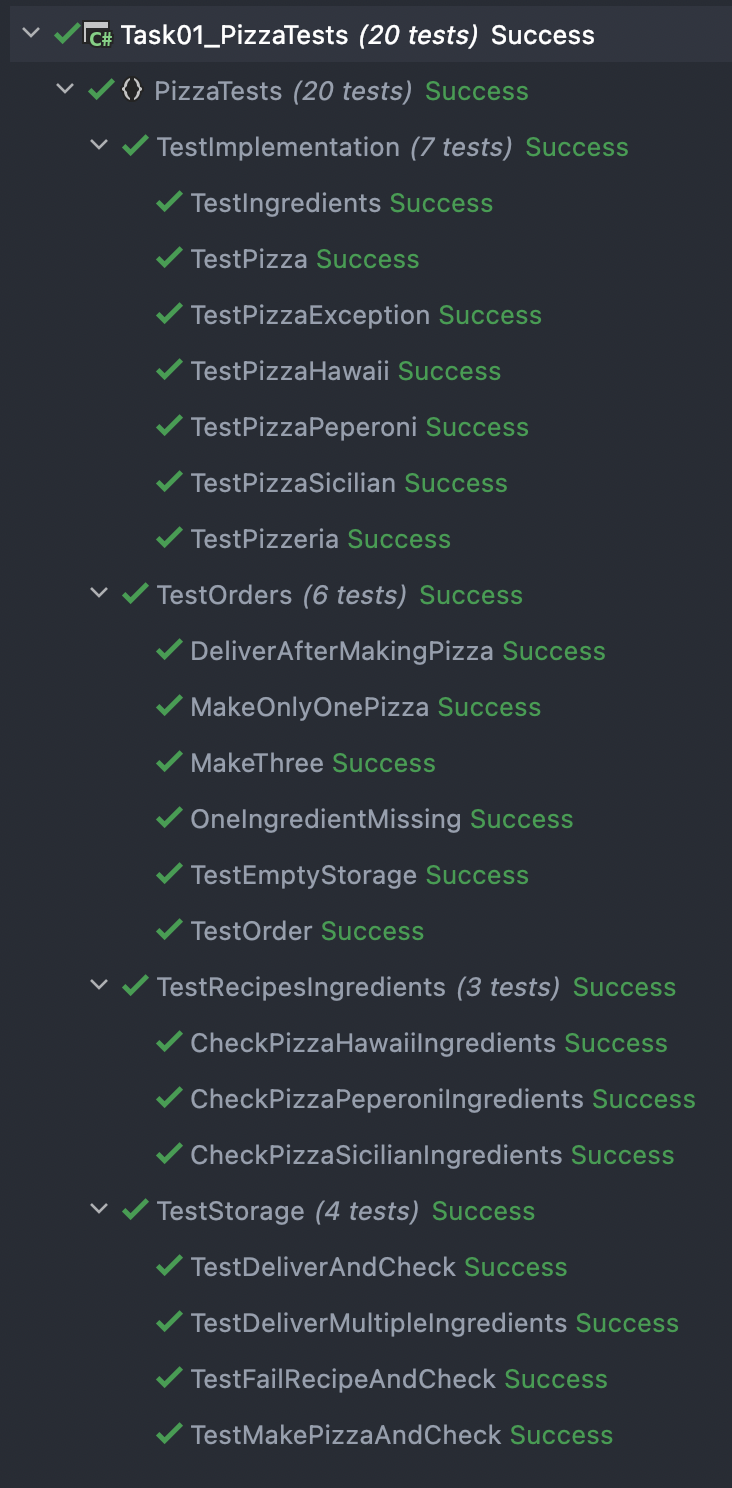 C# Task01_PizzaTests (20 tests) Success
{} PizzaTests (20 tests) Success
TestImplementation (7 tests) Success
TestIngredients Success
TestPizza Success
TestPizzaException Success
TestPizzaHawaii Success
TestPizzaPeperoni Success
TestPizzaSicilian Success
TestPizzeria Success
TestOrders (6 tests) Success
DeliverAfterMakingPizza Success
MakeOnlyOnePizza Success
MakeThree Success
OneIngredientMissing Success
TestEmptyStorage Success
TestOrder Success
TestRecipesIngredients (3 tests) Success
CheckPizzaHawaiiIngredients Success
CheckPizzaPeperoniIngredients Success
CheckPizzaSicilianIngredients Success
TestStorage (4 tests) Success
TestDeliverAndCheck Success
TestDeliverMultipleIngredients Success
TestFailRecipeAndCheck Success
TestMakePizzaAndCheck Success